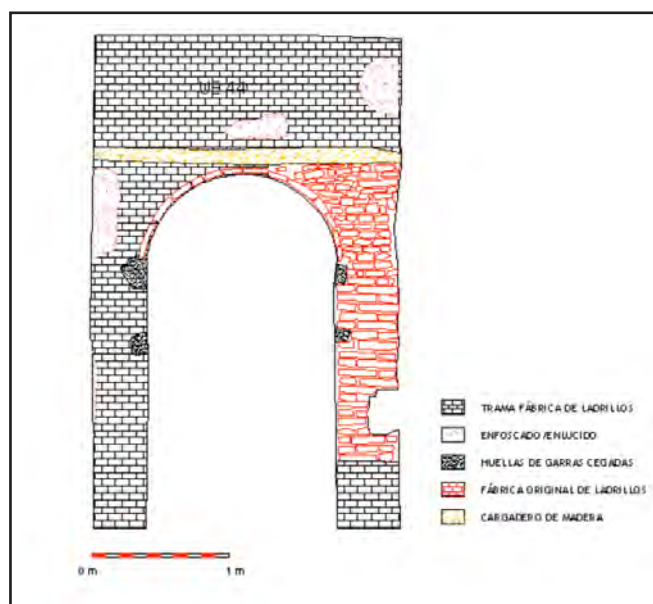 UE 44
TRAMA FÁBRICA DE LADRILLOS
ENFOSCADO/ENLUCIDO
HUELLAS DE GARRAS CEGADAS
FÁBRICA ORIGINAL DE LADRILLOS
CARGADERO DE MADERA
0 m 1 m